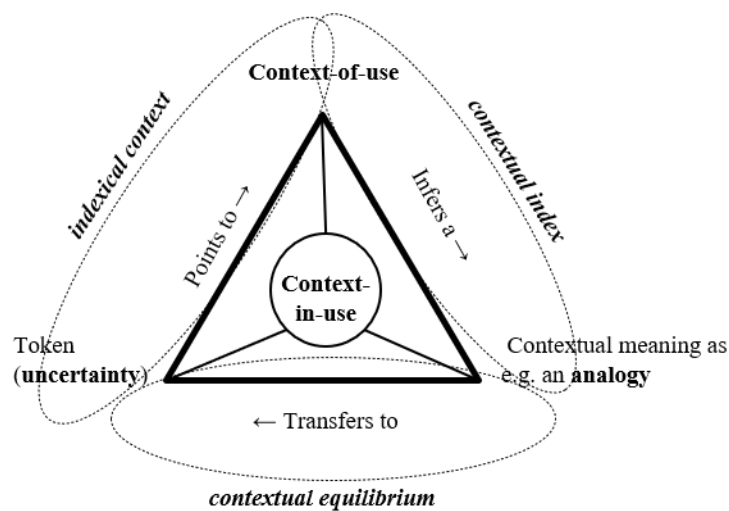 Context-of-use
indexical context
contextual index
Points to →
Infers a →
Context-
in-use
Token
(uncertainty)
Contextual meaning as
e.g. an analogy
← Transfers to
contextual equilibrium